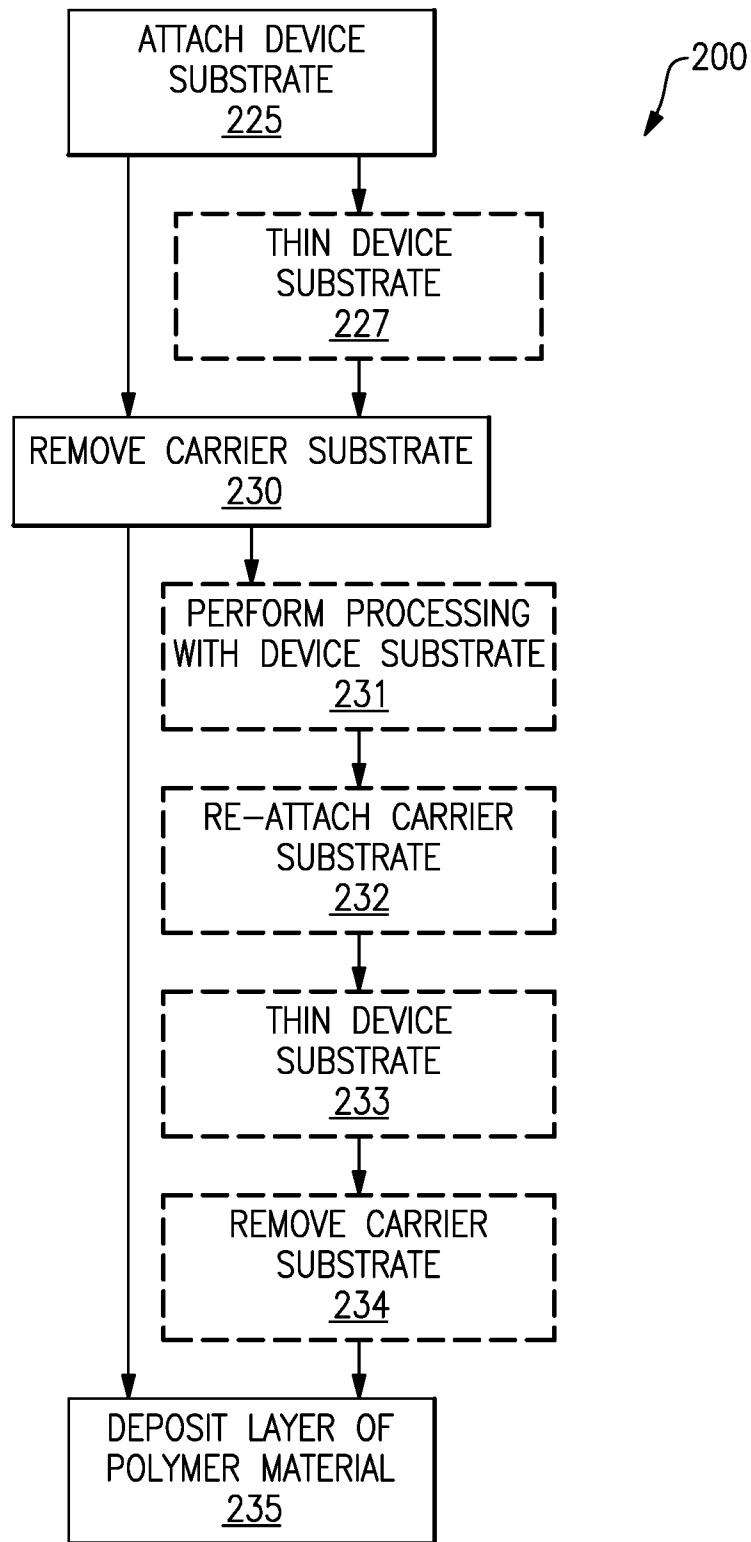 ATTACH DEVICE
SUBSTRATE
225
200
THIN DEVICE
SUBSTRATE
227
REMOVE CARRIER SUBSTRATE
230
PERFORM PROCESSING
WITH DEVICE SUBSTRATE
231
RE-ATTACH CARRIER
SUBSTRATE
232
THIN DEVICE
SUBSTRATE
233
REMOVE CARRIER
SUBSTRATE
234
DEPOSIT LAYER OF
POLYMER MATERIAL
235